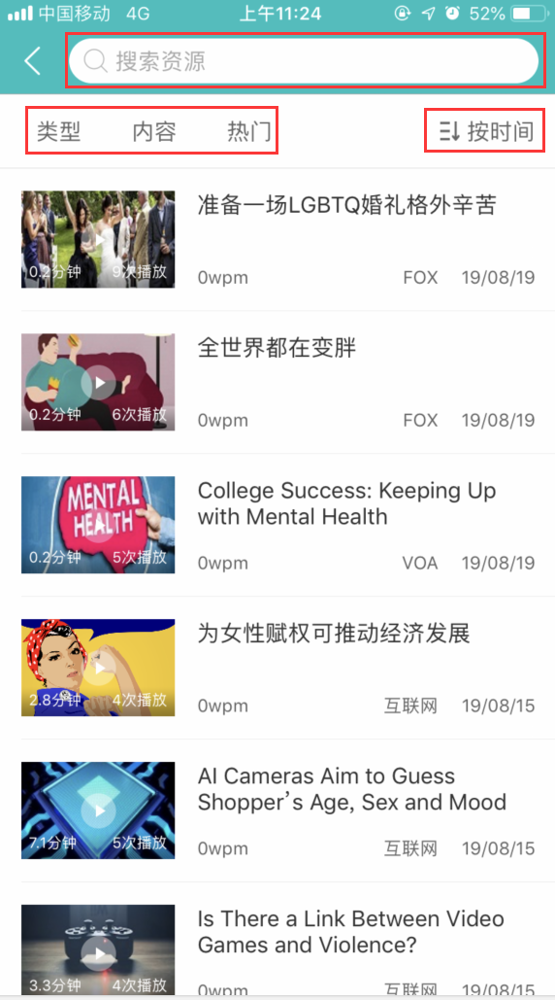 中国移动 4G 上午11:24 52%
搜索资源
类型 内容 热门 按时间
准备一场LGBTQ婚礼格外辛苦
0.2分钟 9次播放
0wpm FOX 19/08/19
全世界都在变胖
0.2分钟 6次播放
0wpm FOX 19/08/19
MENTAL
HEALTH
College Success: Keeping Up
with Mental Health
0.2分钟 5次播放
0wpm VOA 19/08/19
为女性赋权可推动经济发展
2.8分钟 4次播放
0wpm 互联网 19/08/15
AI Cameras Aim to Guess
Shopper's Age, Sex and Mood
7.1分钟 5次播放
0wpm 互联网 19/08/15
Is There a Link Between Video
Games and Violence?
3.3分钟 4次播放
0wpm 互联网 19/08/15